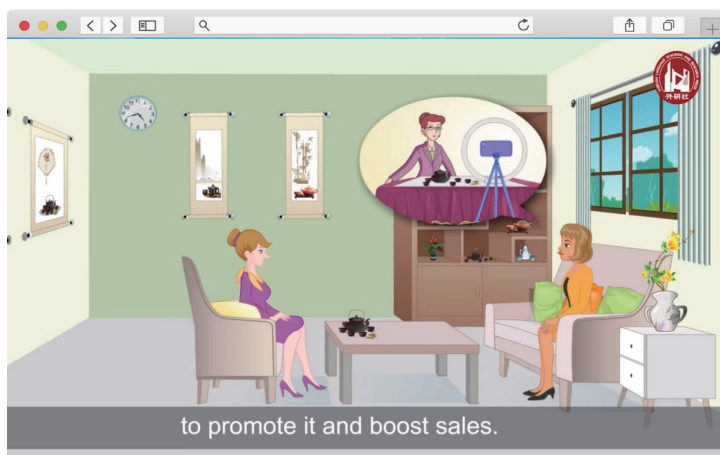 外研社
to promote it and boost sales.